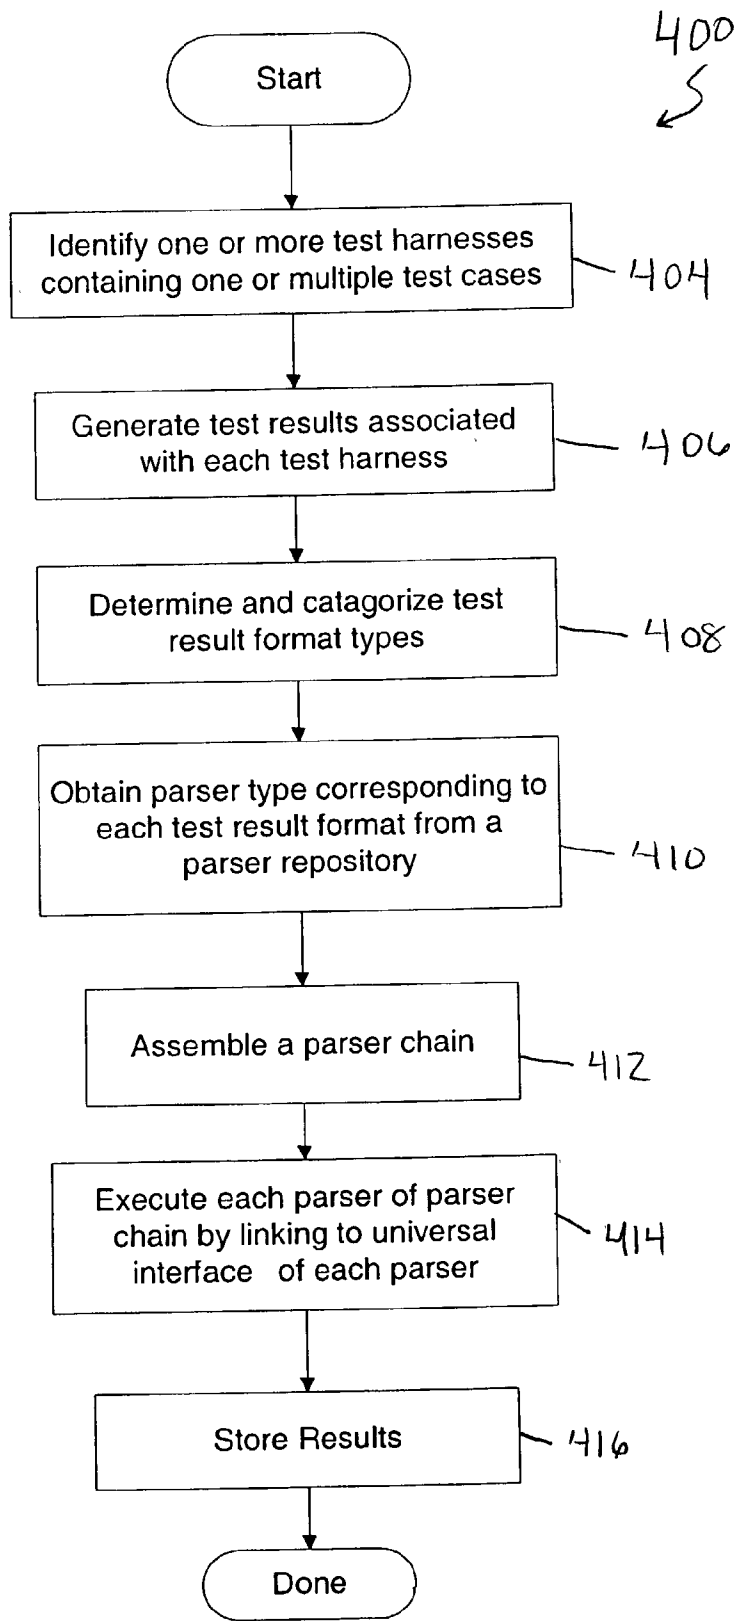 400
Start
Identify one or more test harnesses
containing one or multiple test cases
404
Generate test results associated
with each test harness
406
Determine and catagorize test
result format types
408
Obtain parser type corresponding to
each test result format from a
parser repository
410
Assemble a parser chain
412
Execute each parser of parser
chain by linking to universal
interface of each parser
414
Store Results
416
Done